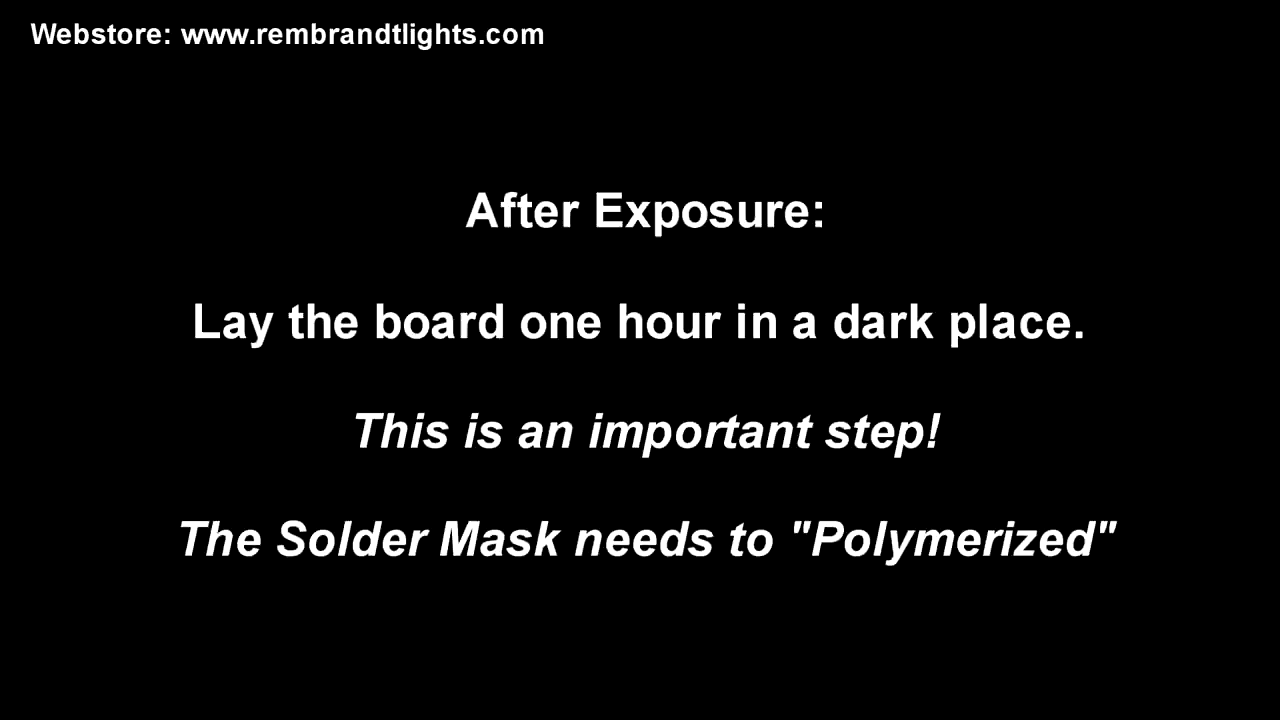 Webstore: www.rembrandtlights.com
After Exposure:
Lay the board one hour in a dark place.
This is an important step!
The Solder Mask needs to "Polymerized"